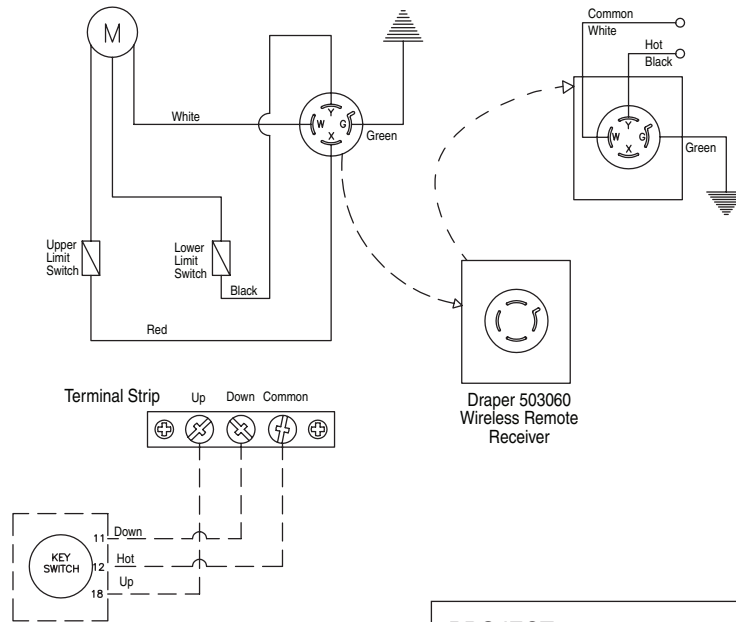 M
White
Y
W
G
X
Green
Common
White
Hot
Black
Y
W
G
X
Green
Upper
Limit
Switch
Lower
Limit
Switch
Black
Red
Draper 503060
Wireless Remote
Receiver
Terminal Strip
Up
Down
Common
KEY
SWITCH
11
Down
12
Hot
18
Up